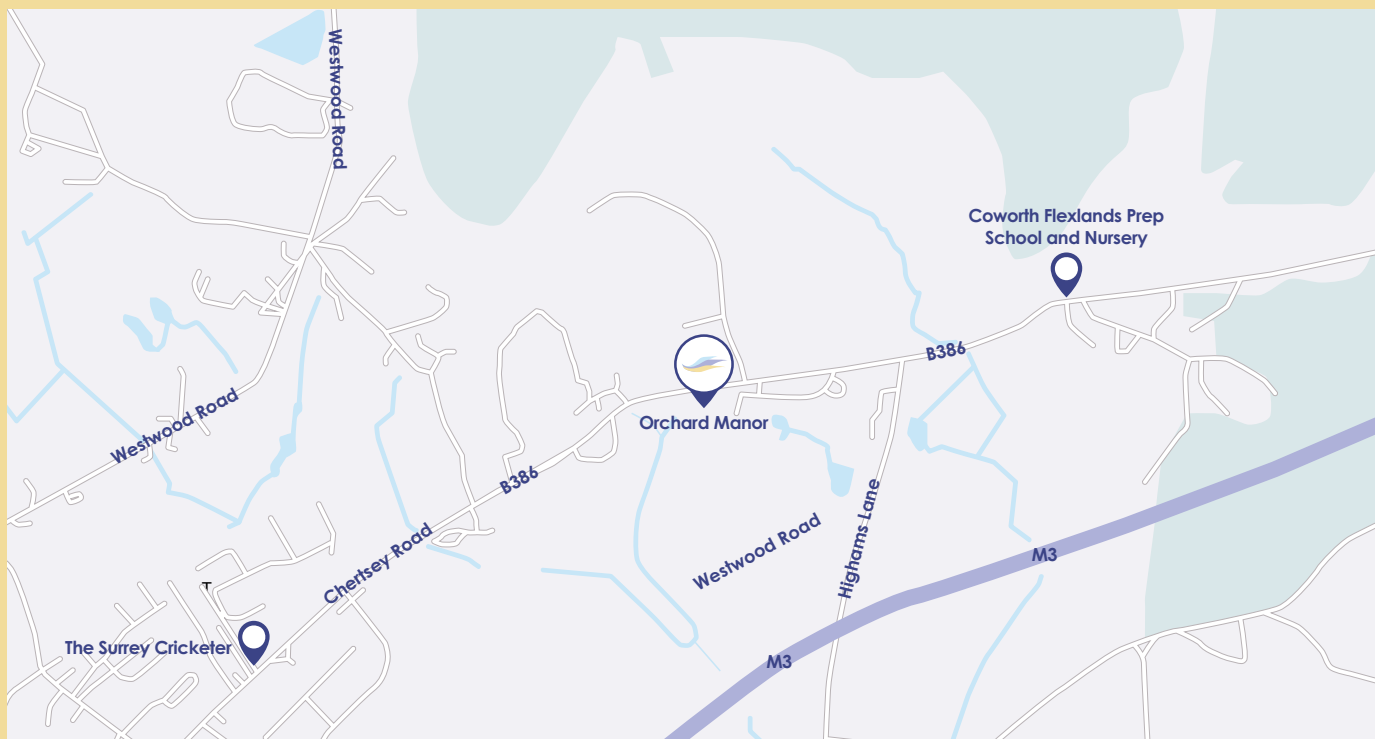 Westwood Road
Coworth Flexlands Prep
School and Nursery
B386
Orchard Manor
Westwood Road
B386
Westwood Road
Highams Lane
Chertsey Road
M3
T
The Surrey Cricketer
M3